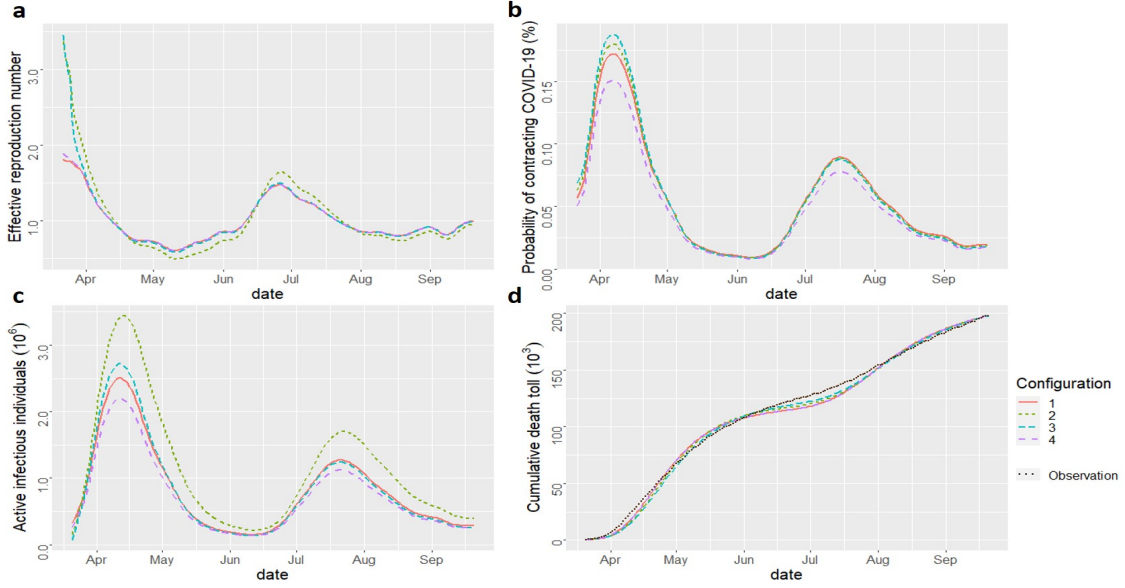 a
Effective reproduction number
3.0
2.0
1.0
Apr May Jun Jul Aug Sep
date
b
Probability of contracting COVID-19 (%)
0.15
0.10
0.05
0.00
Apr May Jun Jul Aug Sep
date
c
Active infectious individuals (10⁶)
3.0
2.0
1.0
0.0
Apr May Jun Jul Aug Sep
date
d
Cumulative death toll (10³)
200
150
100
50
0
Apr May Jun Jul Aug Sep
date
Configuration
1
2
3
4
Observation